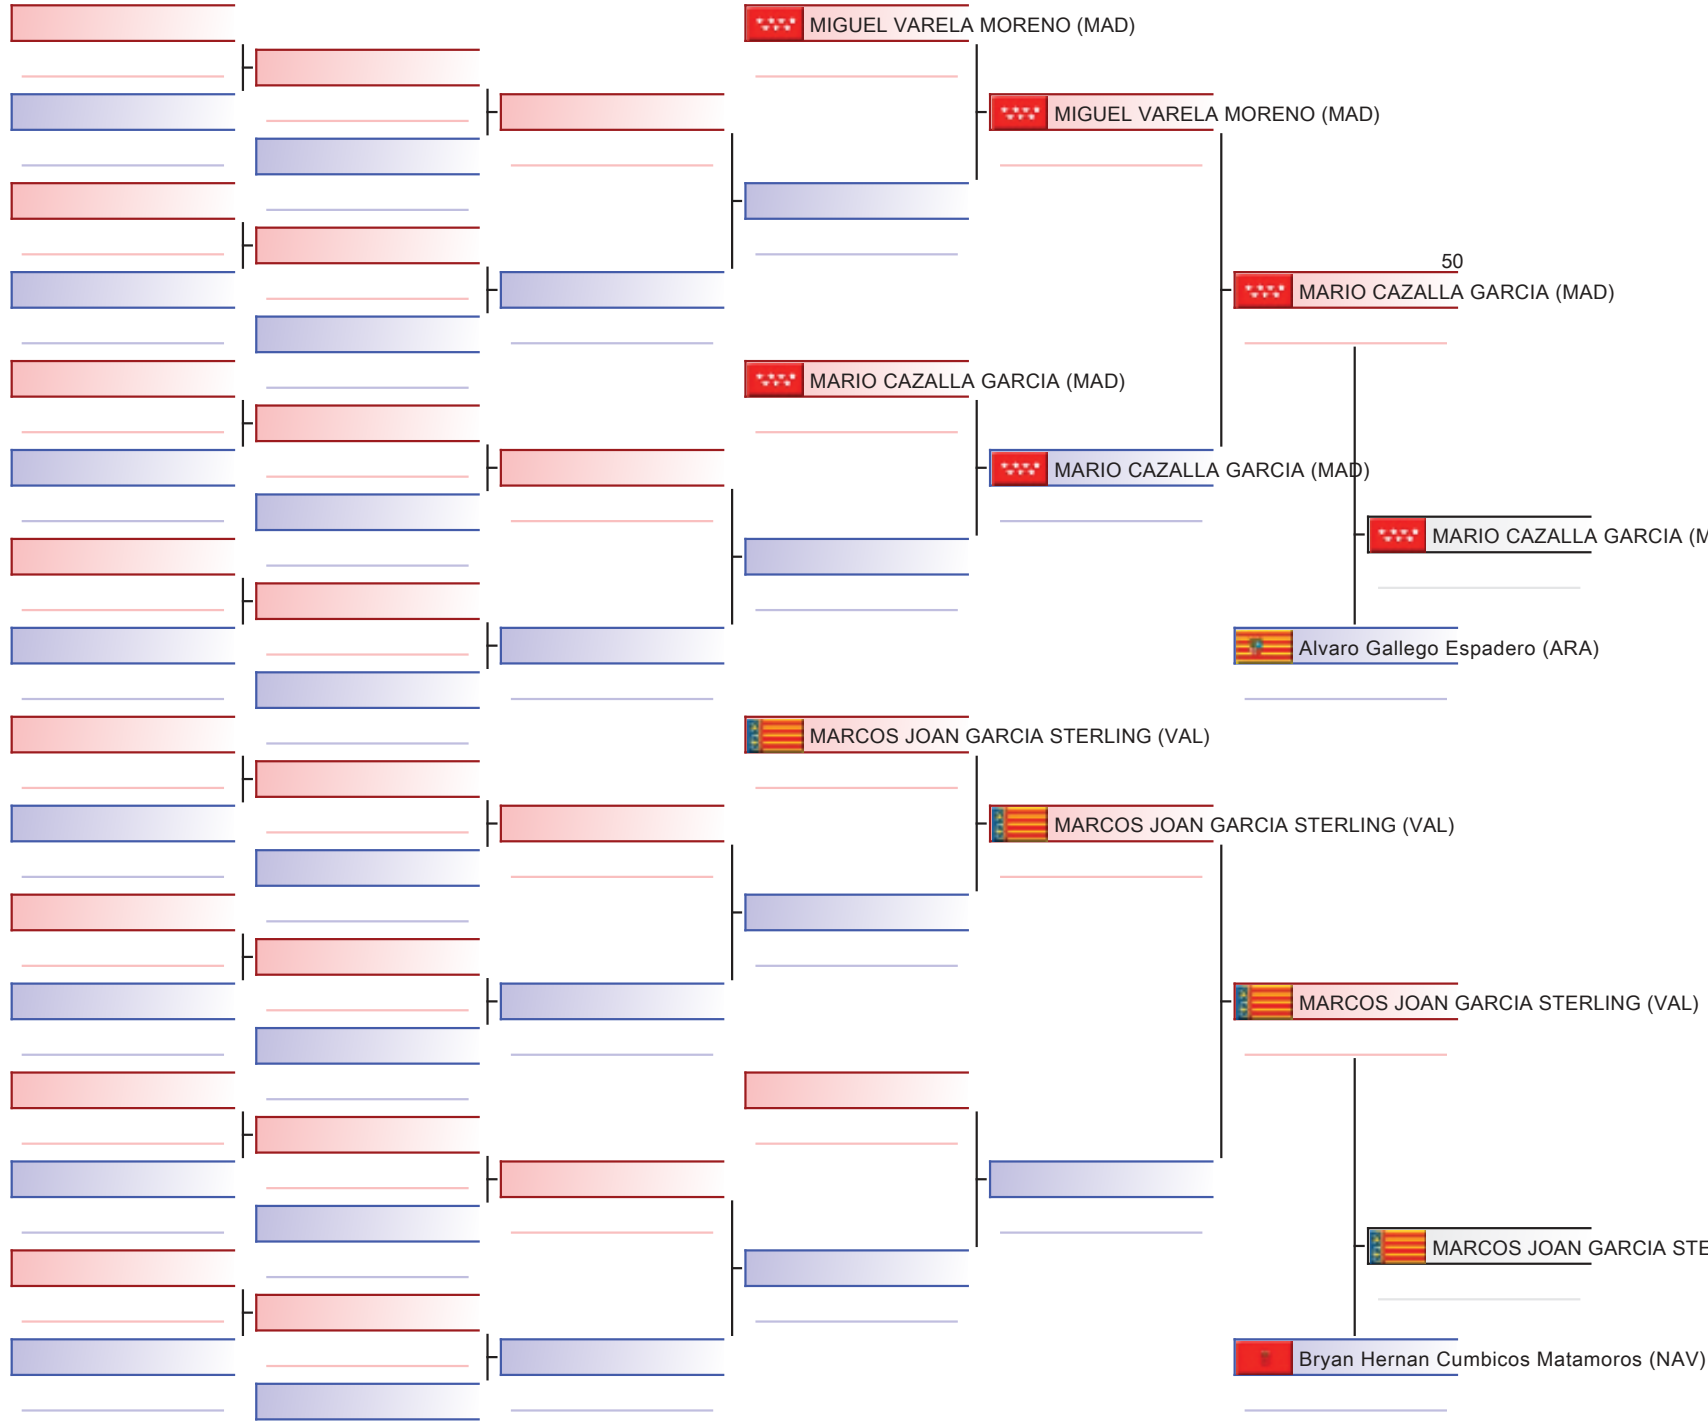 MIGUEL VARELA MORENO (MAD)
MIGUEL VARELA MORENO (MAD)
50
MARIO CAZALLA GARCIA (MAD)
MARIO CAZALLA GARCIA (MAD)
MARIO CAZALLA GARCIA (MAD)
MARIO CAZALLA GARCIA (M
Alvaro Gallego Espadero (ARA)
MARCOS JOAN GARCIA STERLING (VAL)
MARCOS JOAN GARCIA STERLING (VAL)
MARCOS JOAN GARCIA STERLING (VAL)
MARCOS JOAN GARCIA STE
Bryan Hernan Cumbicos Matamoros (NAV)